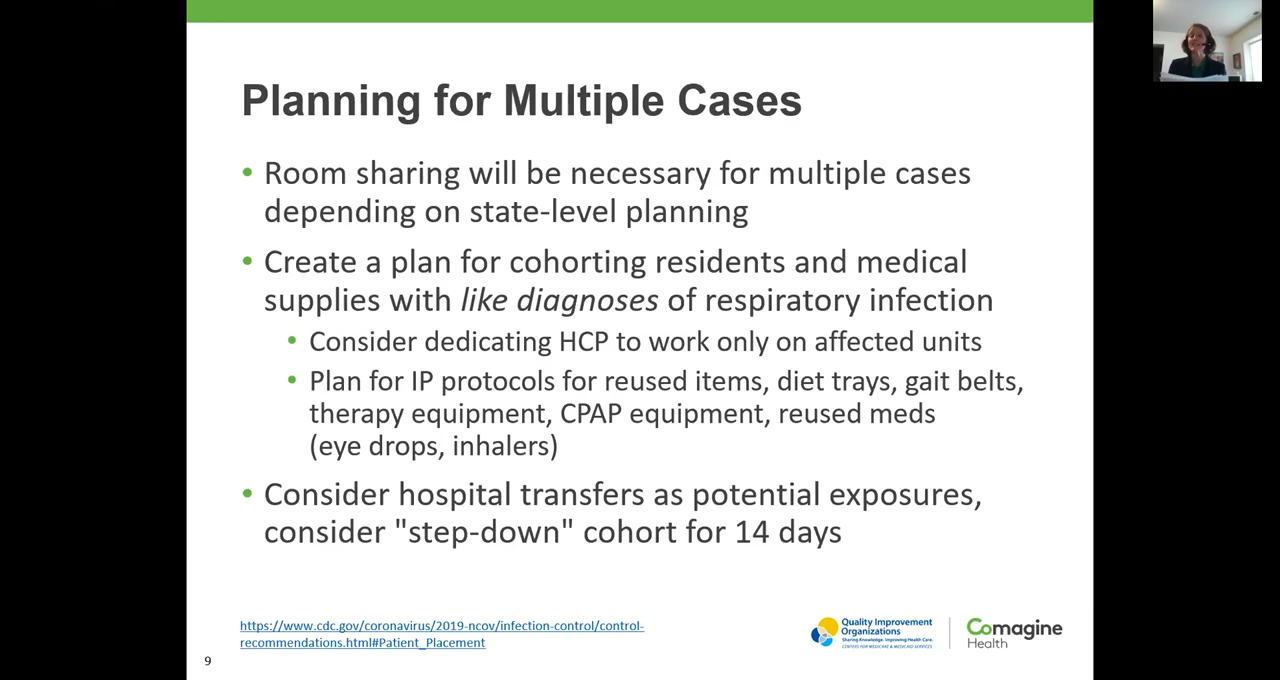 Planning for Multiple Cases
• Room sharing will be necessary for multiple cases
depending on state-level planning
• Create a plan for cohorting residents and medical
supplies with like diagnoses of respiratory infection
• Consider dedicating HCP to work only on affected units
• Plan for IP protocols for reused items, diet trays, gait belts,
therapy equipment, CPAP equipment, reused meds
(eye drops, inhalers)
• Consider hospital transfers as potential exposures,
consider "step-down" cohort for 14 days
https://www.cdc.gov/coronavirus/2019-ncov/infection-control/control-
recommendations.html#Patient_Placement
9
Quality Improvement
Organizations
Sharing Knowledge. Improving Health Care.
CENTERS FOR MEDICARE & MEDICAID SERVICES
Comagine
Health